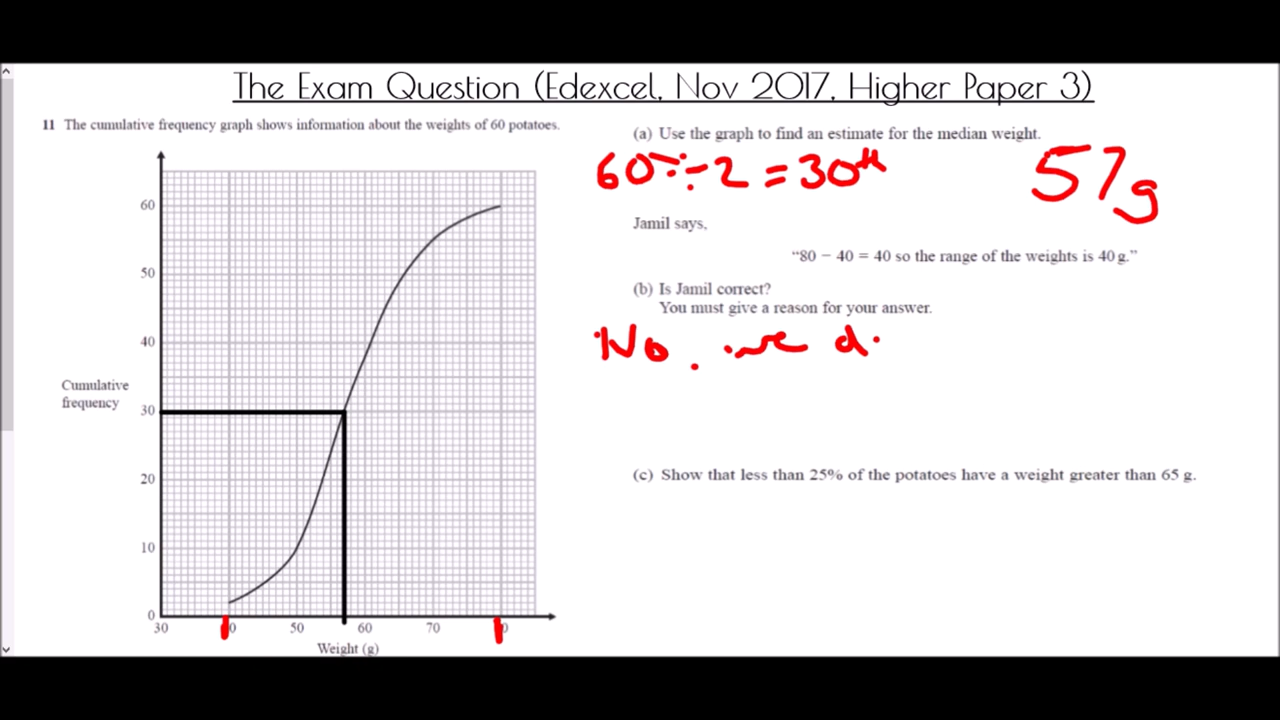 The Exam Question (Edexcel, Nov 2017, Higher Paper 3)
11 The cumulative frequency graph shows information about the weights of 60 potatoes.
60
50
40
Cumulative
frequency
30
20
10
0
30
50
60
70
Weight (g)
(a) Use the graph to find an estimate for the median weight.
60 ÷ 2 = 30th
57g
Jamil says,
“80 − 40 = 40 so the range of the weights is 40 g.”
(b) Is Jamil correct?
You must give a reason for your answer.
No. we d
(c) Show that less than 25% of the potatoes have a weight greater than 65 g.